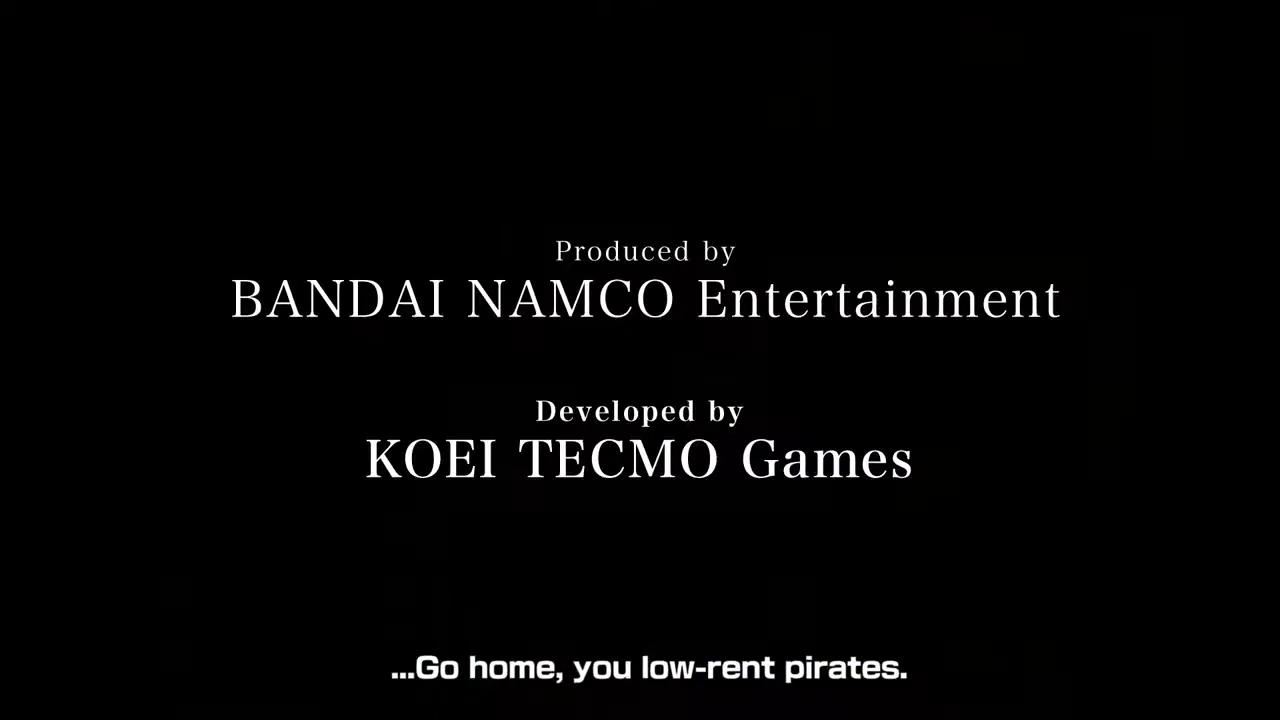 Produced by
BANDAI NAMCO Entertainment
Developed by
KOEI TECMO Games
...Go home, you low-rent pirates.